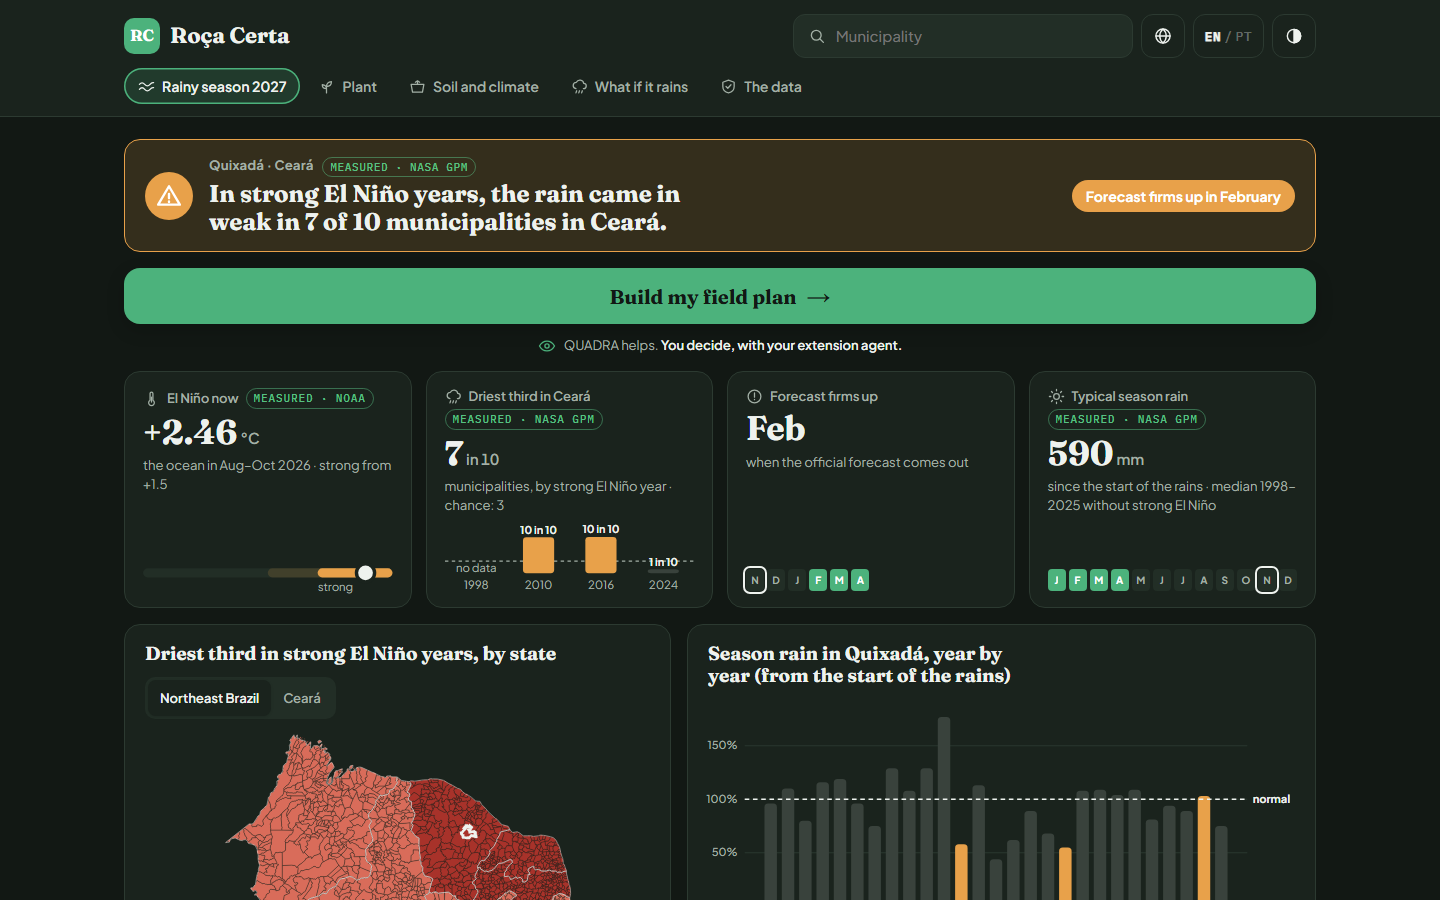 RC Roça Certa
Municipality
EN / PT
Rainy season 2027
Plant
Soil and climate
What if it rains
The data
Quixadá · Ceará MEASURED · NASA GPM
In strong El Niño years, the rain came in
weak in 7 of 10 municipalities in Ceará.
Forecast firms up in February
Build my field plan →
QUADRA helps. You decide, with your extension agent.
El Niño now MEASURED · NOAA
+2.46 °C
the ocean in Aug–Oct 2026 · strong from
+1.5
strong
Driest third in Ceará
MEASURED · NASA GPM
7 in 10
municipalities, by strong El Niño year ·
chance: 3
10 in 10 10 in 10 1 in 10
no data
1998 2010 2016 2024
Forecast firms up
Feb
when the official forecast comes out
N D J F M A
Typical season rain
MEASURED · NASA GPM
590 mm
since the start of the rains · median 1998–
2025 without strong El Niño
J F M A M J J A S O N D
Driest third in strong El Niño years, by state
Northeast Brazil Ceará
Season rain in Quixadá, year by
year (from the start of the rains)
150%
100% normal
50%